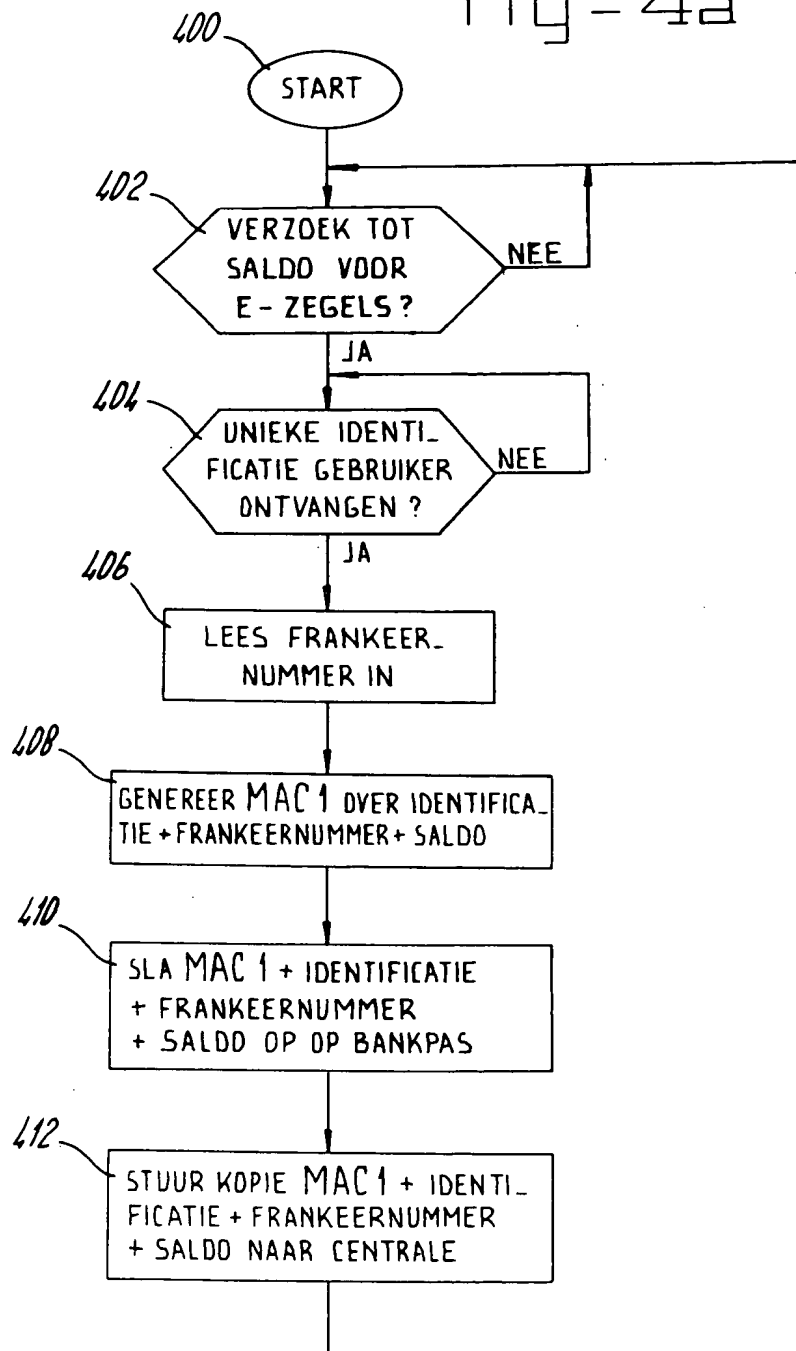 Fig - 4a
400
START
402
VERZOEK TOT
SALDO VOOR
E - ZEGELS ?
NEE
JA
404
UNIEKE IDENTI_
FICATIE GEBRUIKER
ONTVANGEN ?
NEE
JA
406
LEES FRANKEER_
NUMMER IN
408
GENEREER MAC 1 OVER IDENTIFICA_
TIE + FRANKEERNUMMER + SALDO
410
SLA MAC 1 + IDENTIFICATIE
+ FRANKEERNUMMER
+ SALDO OP OP BANKPAS
412
STUUR KOPIE MAC 1 + IDENTI_
FICATIE + FRANKEERNUMMER
+ SALDO NAAR CENTRALE